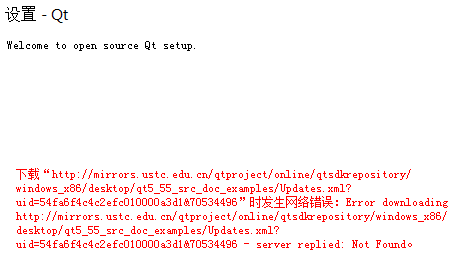 设置 - Qt
Welcome to open source Qt setup.
下载“http://mirrors.ustc.edu.cn/qtproject/online/qtsdkrepository/
windows_x86/desktop/qt5_55_src_doc_examples/Updates.xml?
uid=54fa6f4c4c2efc010000a3d1&70534496”时发生网络错误：Error downloading
http://mirrors.ustc.edu.cn/qtproject/online/qtsdkrepository/windows_x86/
desktop/qt5_55_src_doc_examples/Updates.xml?
uid=54fa6f4c4c2efc010000a3d1&70534496 - server replied: Not Found。